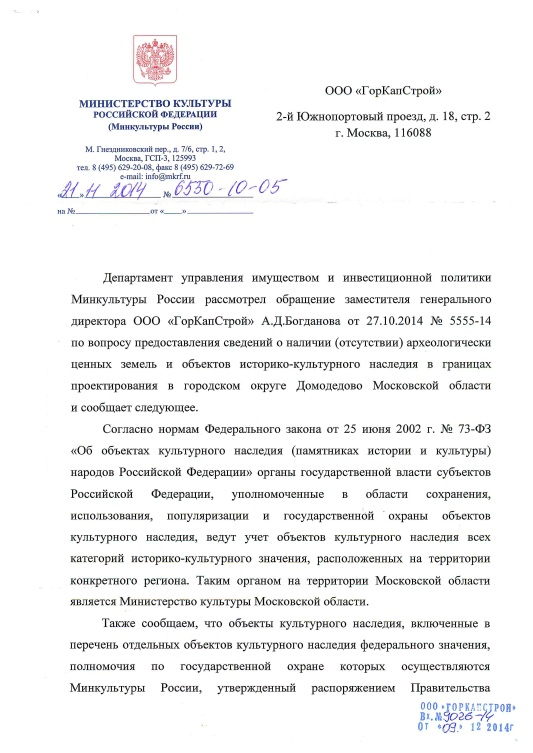 МИНИСТЕРСТВО КУЛЬТУРЫ
РОССИЙСКОЙ ФЕДЕРАЦИИ
(Минкультуры России)
М. Гнездниковский пер., д. 7/6, стр. 1, 2,
Москва, ГСП-3, 125993
тел. 8 (495) 629-20-08, факс 8 (495) 629-72-69
e-mail: info@mkrf.ru
«21» 11 2014 № 6530-10-05
на № от « »
ООО «ГорКапСтрой»
2-й Южнопортовый проезд, д. 18, стр. 2
г. Москва, 116088
Департамент управления имуществом и инвестиционной политики
Минкультуры России рассмотрел обращение заместителя генерального
директора ООО «ГорКапСтрой» А.Д.Богданова от 27.10.2014 № 5555-14
по вопросу предоставления сведений о наличии (отсутствии) археологически
ценных земель и объектов историко-культурного наследия в границах
проектирования в городском округе Домодедово Московской области
и сообщает следующее.
Согласно нормам Федерального закона от 25 июня 2002 г. № 73-ФЗ
«Об объектах культурного наследия (памятниках истории и культуры)
народов Российской Федерации» органы государственной власти субъектов
Российской Федерации, уполномоченные в области сохранения,
использования, популяризации и государственной охраны объектов
культурного наследия, ведут учет объектов культурного наследия всех
категорий историко-культурного значения, расположенных на территории
конкретного региона. Таким органом на территории Московской области
является Министерство культуры Московской области.
Также сообщаем, что объекты культурного наследия, включенные в
перечень отдельных объектов культурного наследия федерального значения,
полномочия по государственной охране которых осуществляются
Минкультуры России, утвержденный распоряжением Правительства
ООО «ГОРКАПСТРОЙ»
Вх.№ 9026-14
ОТ «09» 12 2014г